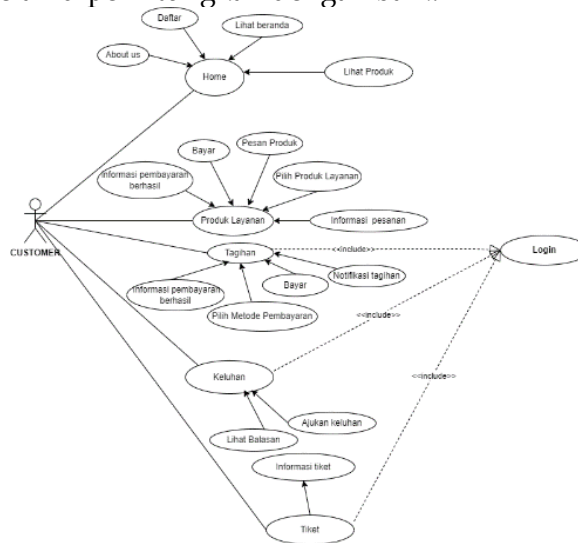 Daftar
Lihat beranda
About us
Home
Lihat Produk
Pesan Produk
Bayar
Informasi pembayaran
berhasil
Pilih Produk Layanan
Produk Layanan
Informasi pesanan
CUSTOMER
Tagihan
<<include>>
Login
Notifikasi tagihan
Informasi pembayaran
berhasil
Bayar
Pilih Metode Pembayaran
<<include>>
Keluhan
<<include>>
Ajukan keluhan
Lihat Balasan
Informasi tiket
Tiket